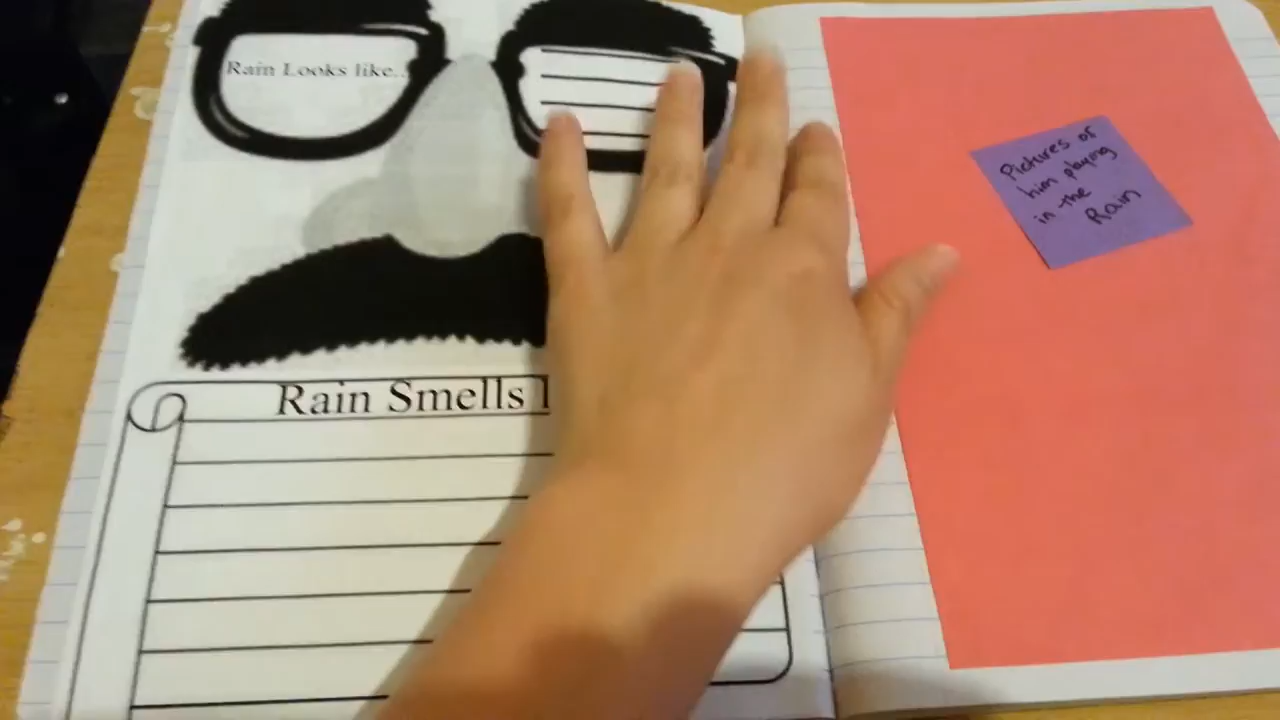 Rain Looks like..
Rain Smells l
Pictures of
him playing
in the
Rain